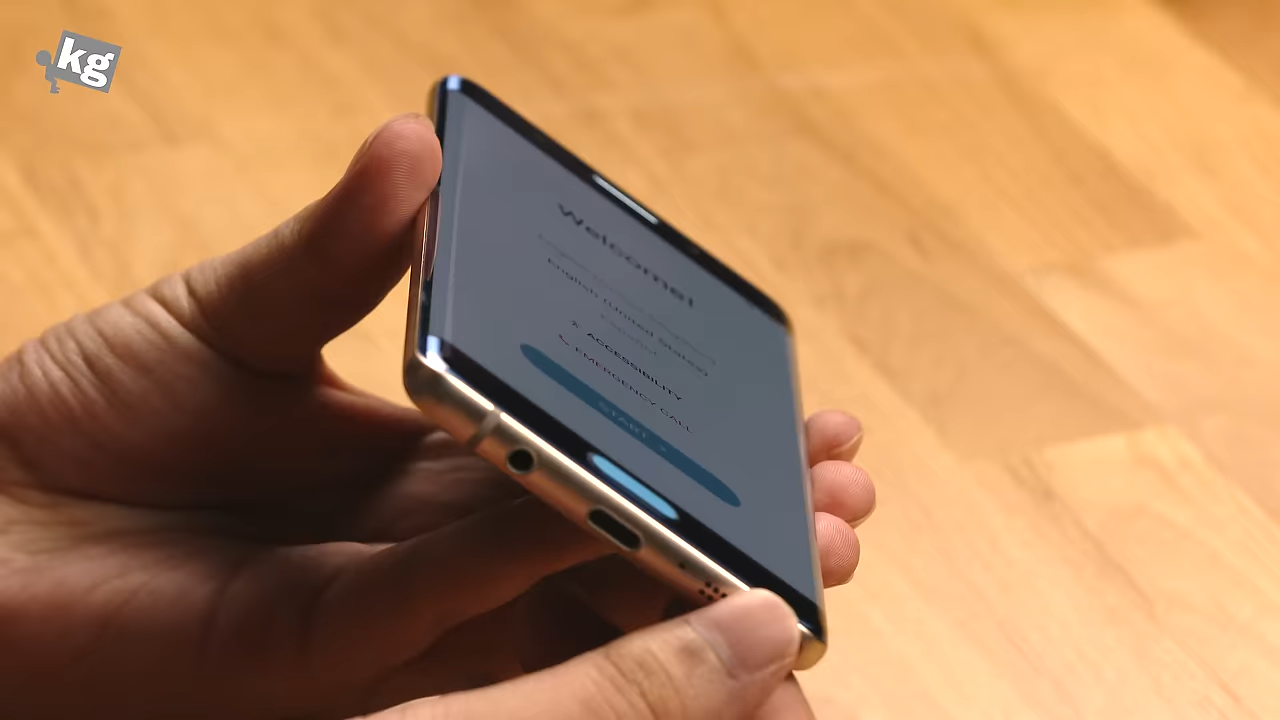 kg
Welcome!
English (United States)
ACCESSIBILITY
EMERGENCY CALL
START >